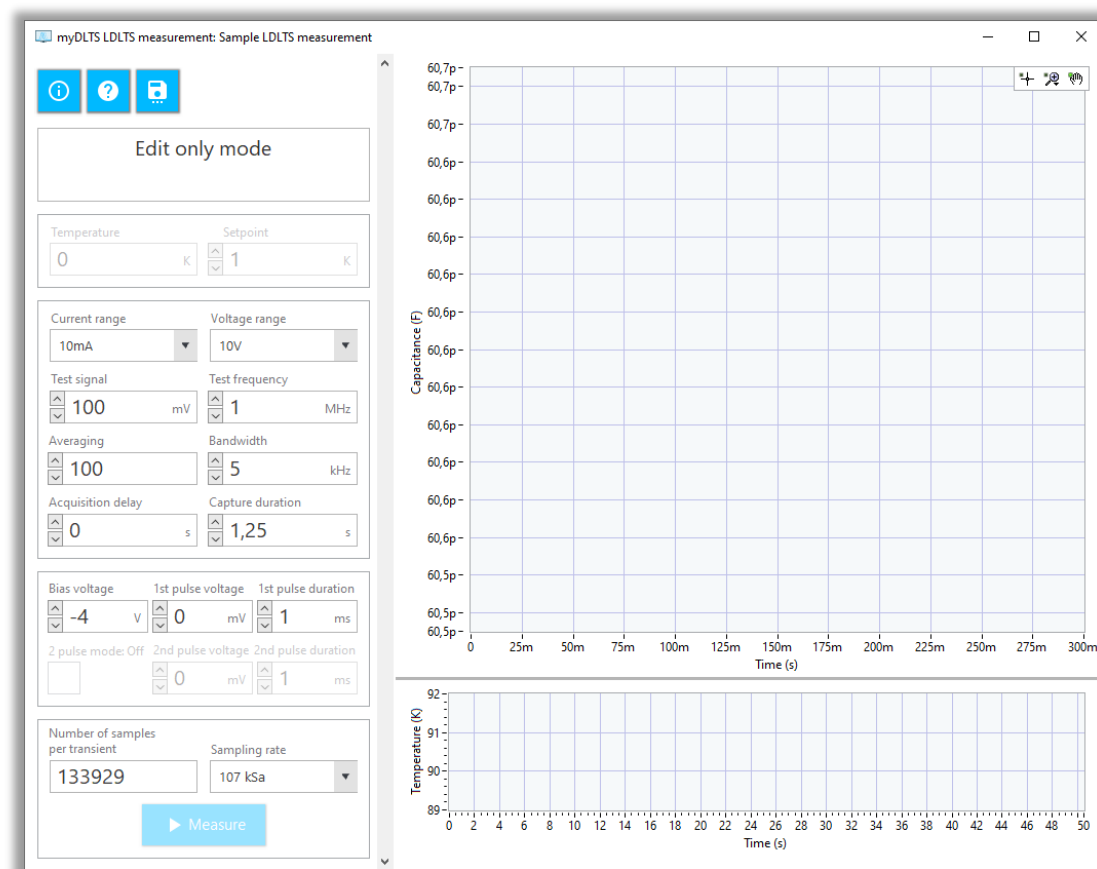 myDLTS LDLTS measurement: Sample LDLTS measurement
Edit only mode
Temperature Setpoint
0 K 1 K
Current range Voltage range
10mA 10V
Test signal Test frequency
100 mV 1 MHz
Averaging Bandwidth
100 5 kHz
Acquisition delay Capture duration
0 s 1,25 s
Bias voltage 1st pulse voltage 1st pulse duration
-4 V 0 mV 1 ms
2 pulse mode: Off 2nd pulse voltage 2nd pulse duration
0 mV 1 ms
Number of samples
per transient Sampling rate
133929 107 kSa
Measure
60,7p
60,7p
60,7p
60,6p
60,6p
60,6p
60,6p
60,6p
60,6p
60,6p
60,6p
60,6p
60,6p
60,6p
60,5p
60,5p
60,5p
Capacitance (F)
0 25m 50m 75m 100m 125m 150m 175m 200m 225m 250m 275m 300m
Time (s)
92
91
90
89
Temperature (K)
0 2 4 6 8 10 12 14 16 18 20 22 24 26 28 30 32 34 36 38 40 42 44 46 48 50
Time (s)